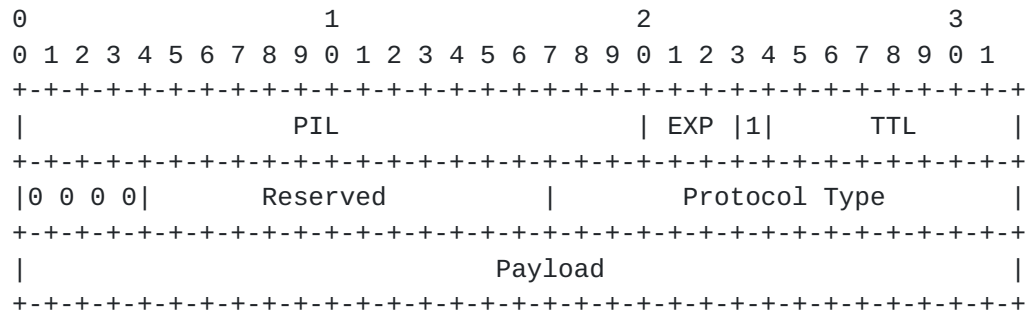 0                   1                   2                   3
0 1 2 3 4 5 6 7 8 9 0 1 2 3 4 5 6 7 8 9 0 1 2 3 4 5 6 7 8 9 0 1
+-+-+-+-+-+-+-+-+-+-+-+-+-+-+-+-+-+-+-+-+-+-+-+-+-+-+-+-+-+-+-+-+
|                 PIL                   | EXP |1|      TTL      |
+-+-+-+-+-+-+-+-+-+-+-+-+-+-+-+-+-+-+-+-+-+-+-+-+-+-+-+-+-+-+-+-+
|0 0 0 0|       Reserved          |        Protocol Type        |
+-+-+-+-+-+-+-+-+-+-+-+-+-+-+-+-+-+-+-+-+-+-+-+-+-+-+-+-+-+-+-+-+
|                              Payload                          |
+-+-+-+-+-+-+-+-+-+-+-+-+-+-+-+-+-+-+-+-+-+-+-+-+-+-+-+-+-+-+-+-+